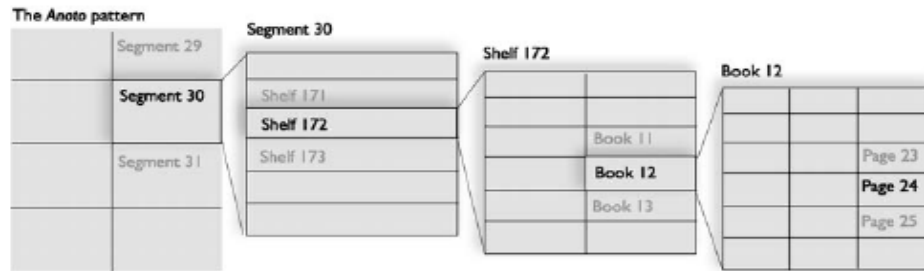 The Anoto pattern
Segment 29
Segment 30
Segment 31
Segment 30
Shelf 171
Shelf 172
Shelf 173
Shelf 172
Book 11
Book 12
Book 13
Book 12
Page 23
Page 24
Page 25